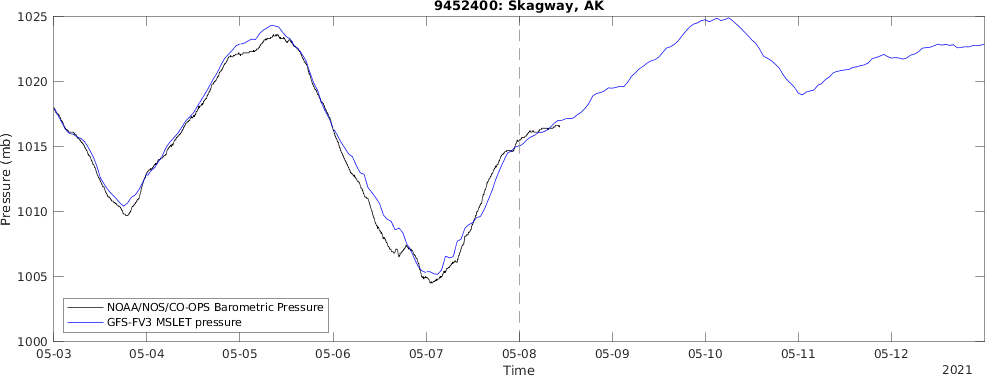 9452400: Skagway, AK
Pressure (mb)
1025
1020
1015
1010
1005
1000
NOAA/NOS/CO-OPS Barometric Pressure
GFS-FV3 MSLET pressure
05-03 05-04 05-05 05-06 05-07 05-08 05-09 05-10 05-11 05-12
Time
2021